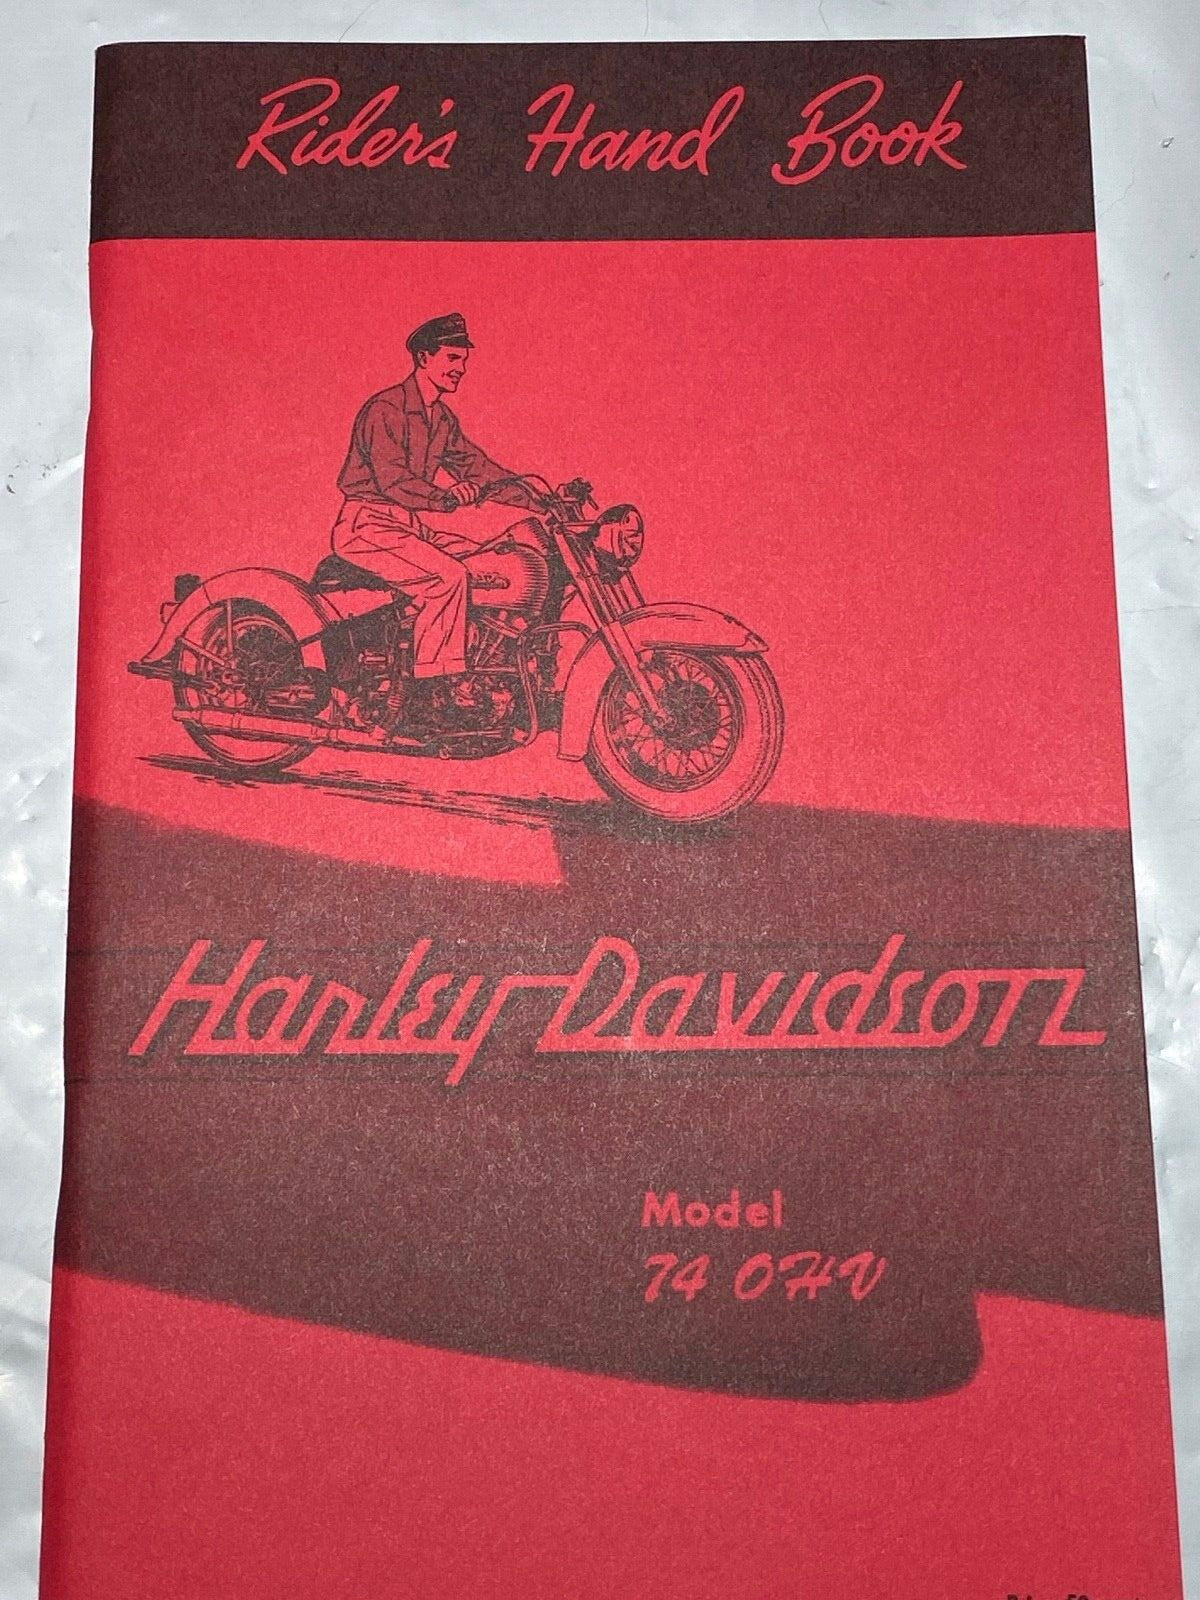 Rider's Hand Book
Harley-Davidson
Model
74 OHV